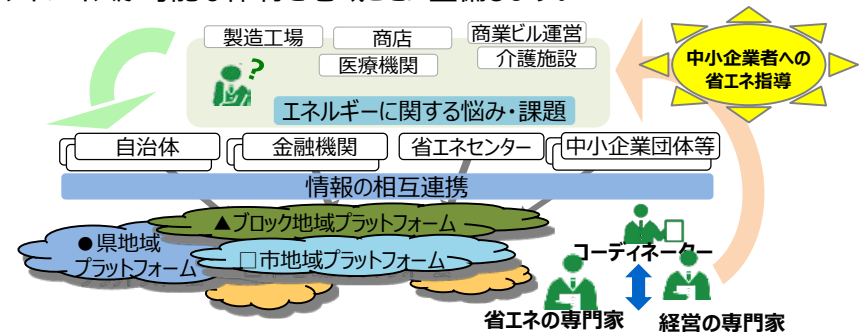 製造工場
商店
商業ビル運営
医療機関
介護施設
?
エネルギーに関する悩み・課題
中小企業者への
省エネ指導
自治体
金融機関
省エネセンター
中小企業団体等
情報の相互連携
▲ブロック地域プラットフォーム
●県地域
プラットフォーム
□市地域プラットフォーム
コーディネーター
省エネの専門家
経営の専門家